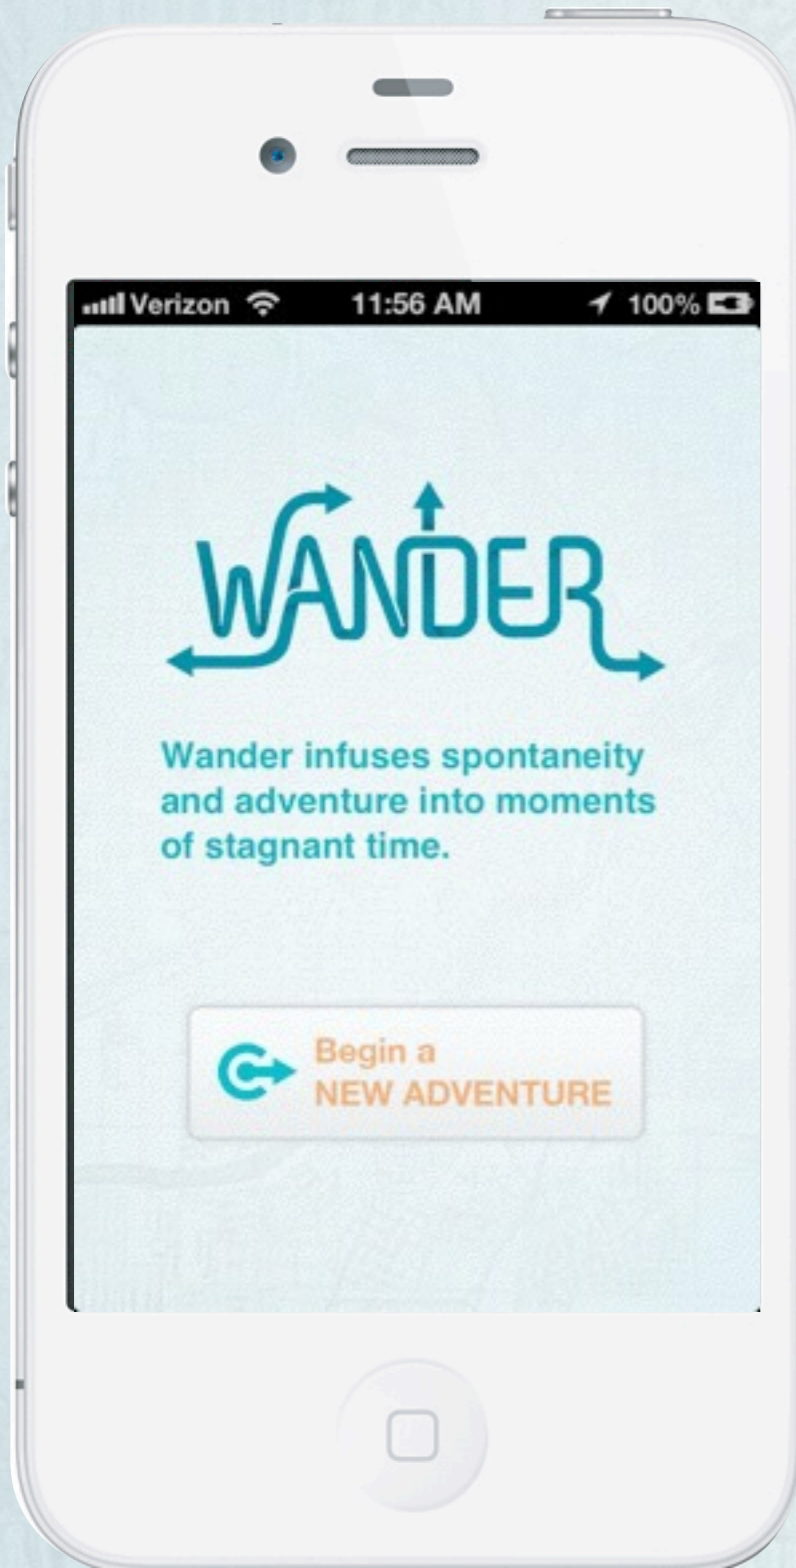 Verizon 11:56 AM 100%
WANDER
Wander infuses spontaneity
and adventure into moments
of stagnant time.
Begin a
NEW ADVENTURE